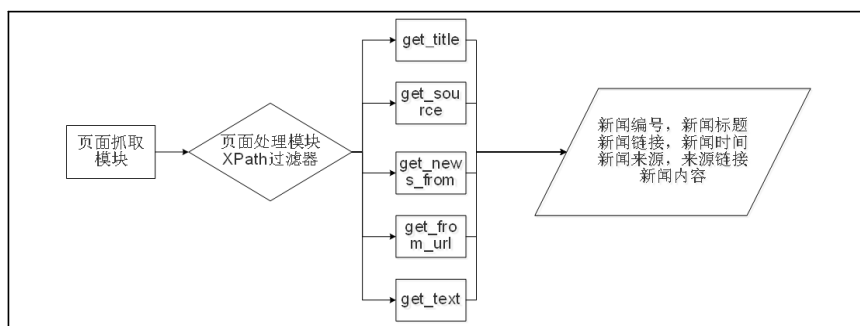 页面抓取
模块
页面处理模块
XPath过滤器
get_title
get_sou
rce
get_new
s_from
get_fro
m_url
get_text
新闻编号，新闻标题
新闻链接，新闻时间
新闻来源，来源链接
新闻内容